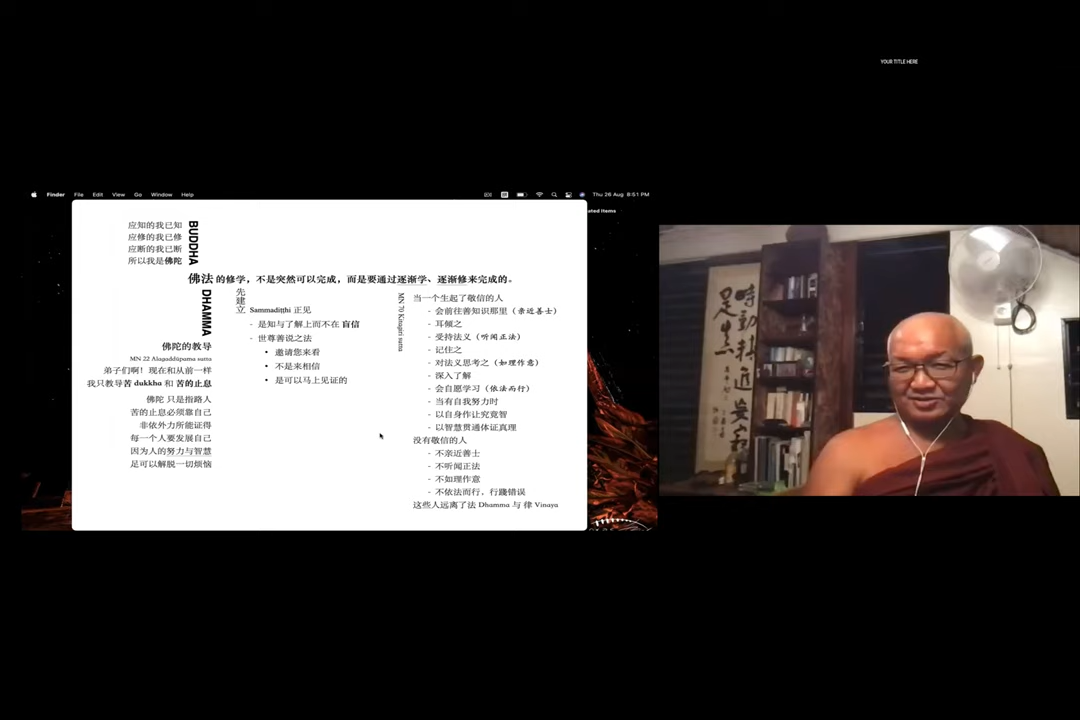 YOUR TITLE HERE
Finder File Edit View Go Window Help
Thu 26 Aug 8:51 PM
ated Items
应知的我已知
应修的我已修
应断的我已断
所以我是佛陀
BUDDHA
佛法 的修学，不是突然可以完成，而是要通过逐渐学、逐渐修来完成的。
DHAMMA
佛陀的教导
MN 22 Alagaddūpama sutta
弟子们啊！现在和从前一样
我只教导苦 dukkha 和 苦的止息
佛陀 只是指路人
苦的止息必须靠自己
非依外力所能证得
每一个人要发展自己
因为人的努力与智慧
足可以解脱一切烦恼
先建立
Sammadiṭṭhi 正见
- 是知与了解上而不在 盲信
- 世尊善说之法
• 邀请您来看
• 不是来相信
• 是可以马上见证的
MN 70 Kitagiri sutta
当一个生起了敬信的人
- 会前往善知识那里（亲近善士）
- 耳倾之
- 受持法义（听闻正法）
- 记住之
- 对法义思考之（如理作意）
- 深入了解
- 会自愿学习（依法而行）
- 当有自我努力时
- 以自身作让究竟智
- 以智慧贯通体证真理
没有敬信的人
- 不亲近善士
- 不听闻正法
- 不如理作意
- 不依法而行，行踐错误
这些人远离了法 Dhamma 与 律 Vinaya
時勤耕進
足焦